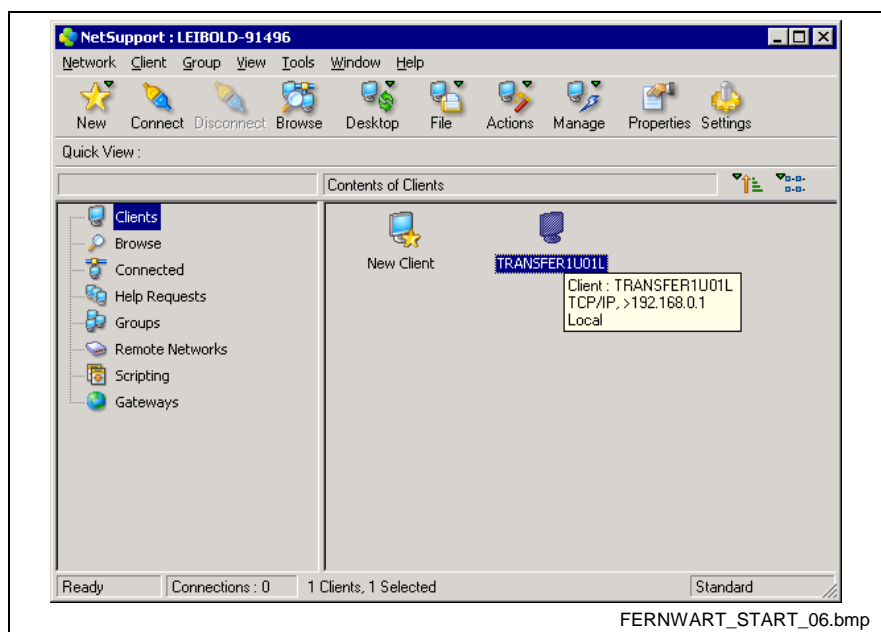 NetSupport : LEIBOLD-91496
Network Client Group View Tools Window Help
New Connect Disconnect Browse Desktop File Actions Manage Properties Settings
Quick View :
Contents of Clients
Clients
Browse
Connected
Help Requests
Groups
Remote Networks
Scripting
Gateways
New Client
TRANSFER1U01L
Client : TRANSFER1U01L
TCP/IP, >192.168.0.1
Local
Ready Connections : 0 1 Clients, 1 Selected Standard
FERNWART_START_06.bmp